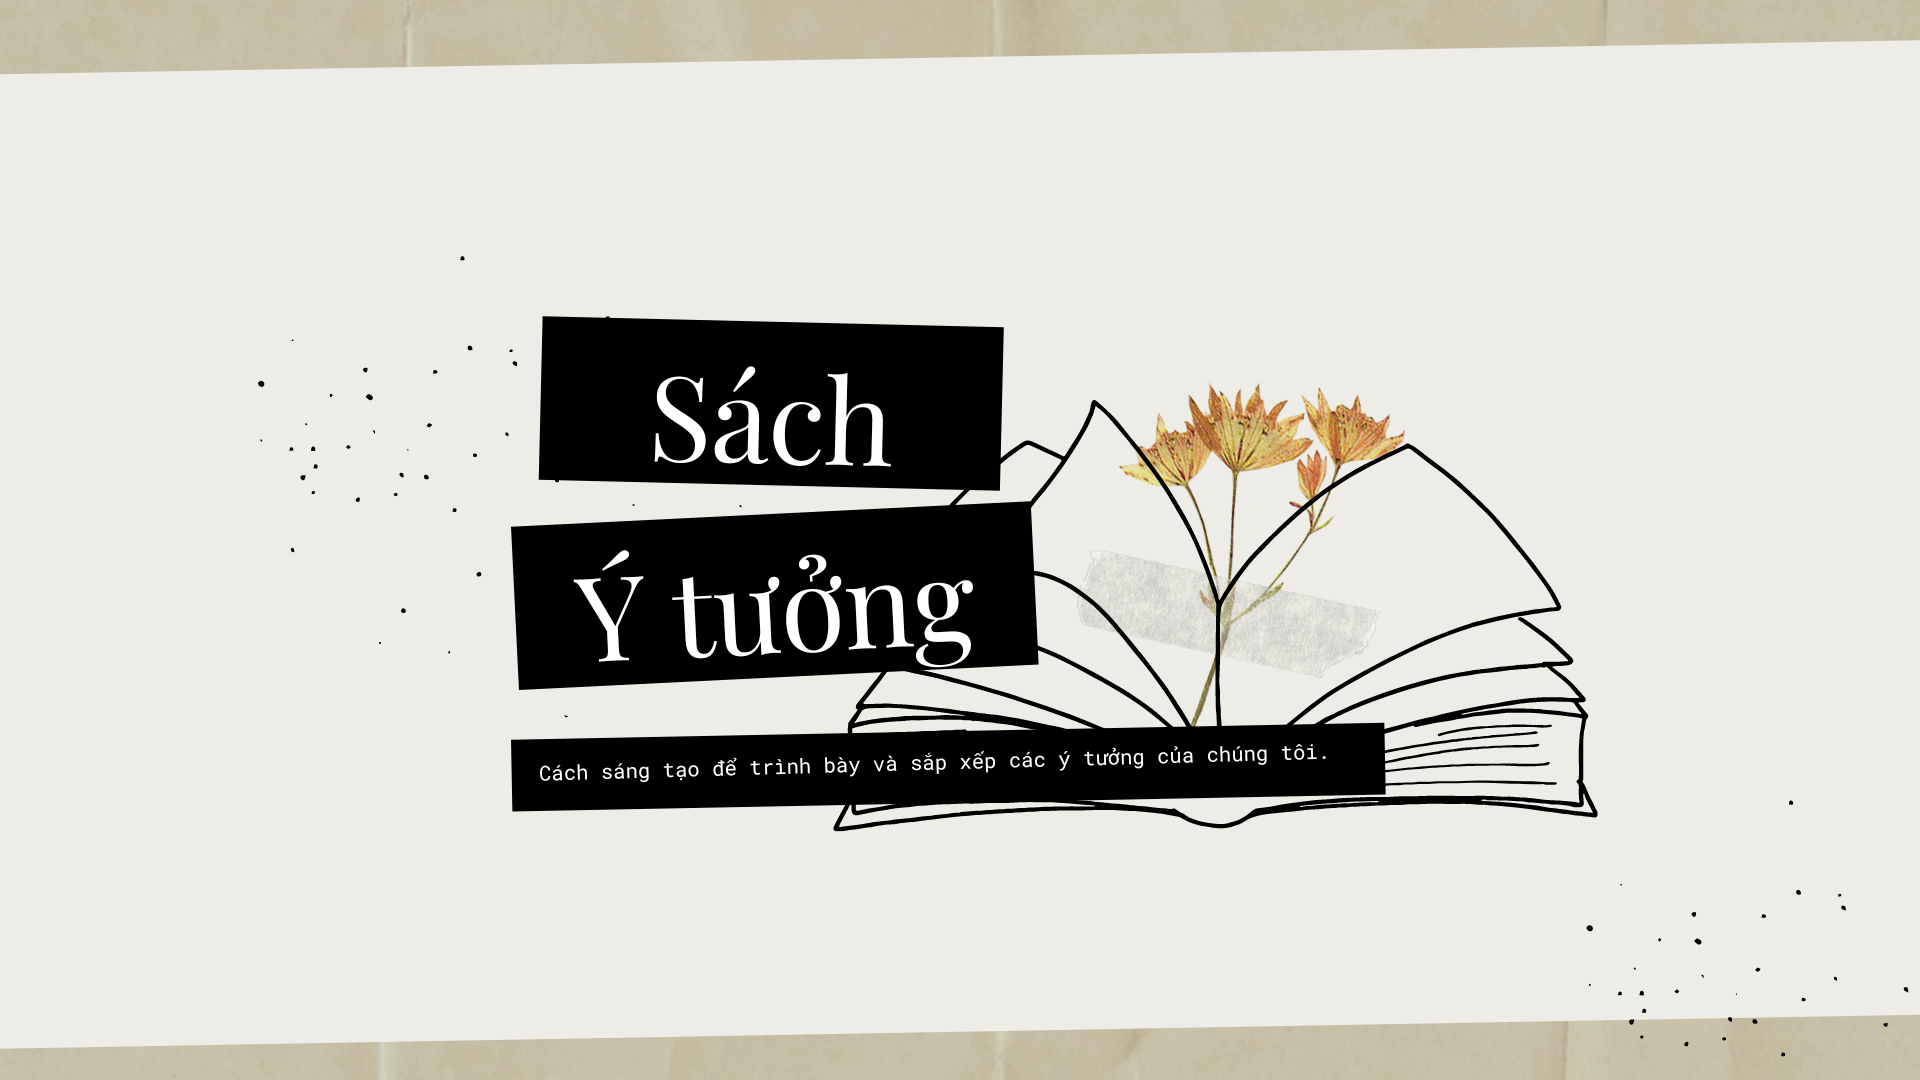 Sách
Ý tưởng
Cách sáng tạo để trình bày và sắp xếp các ý tưởng của chúng tôi.